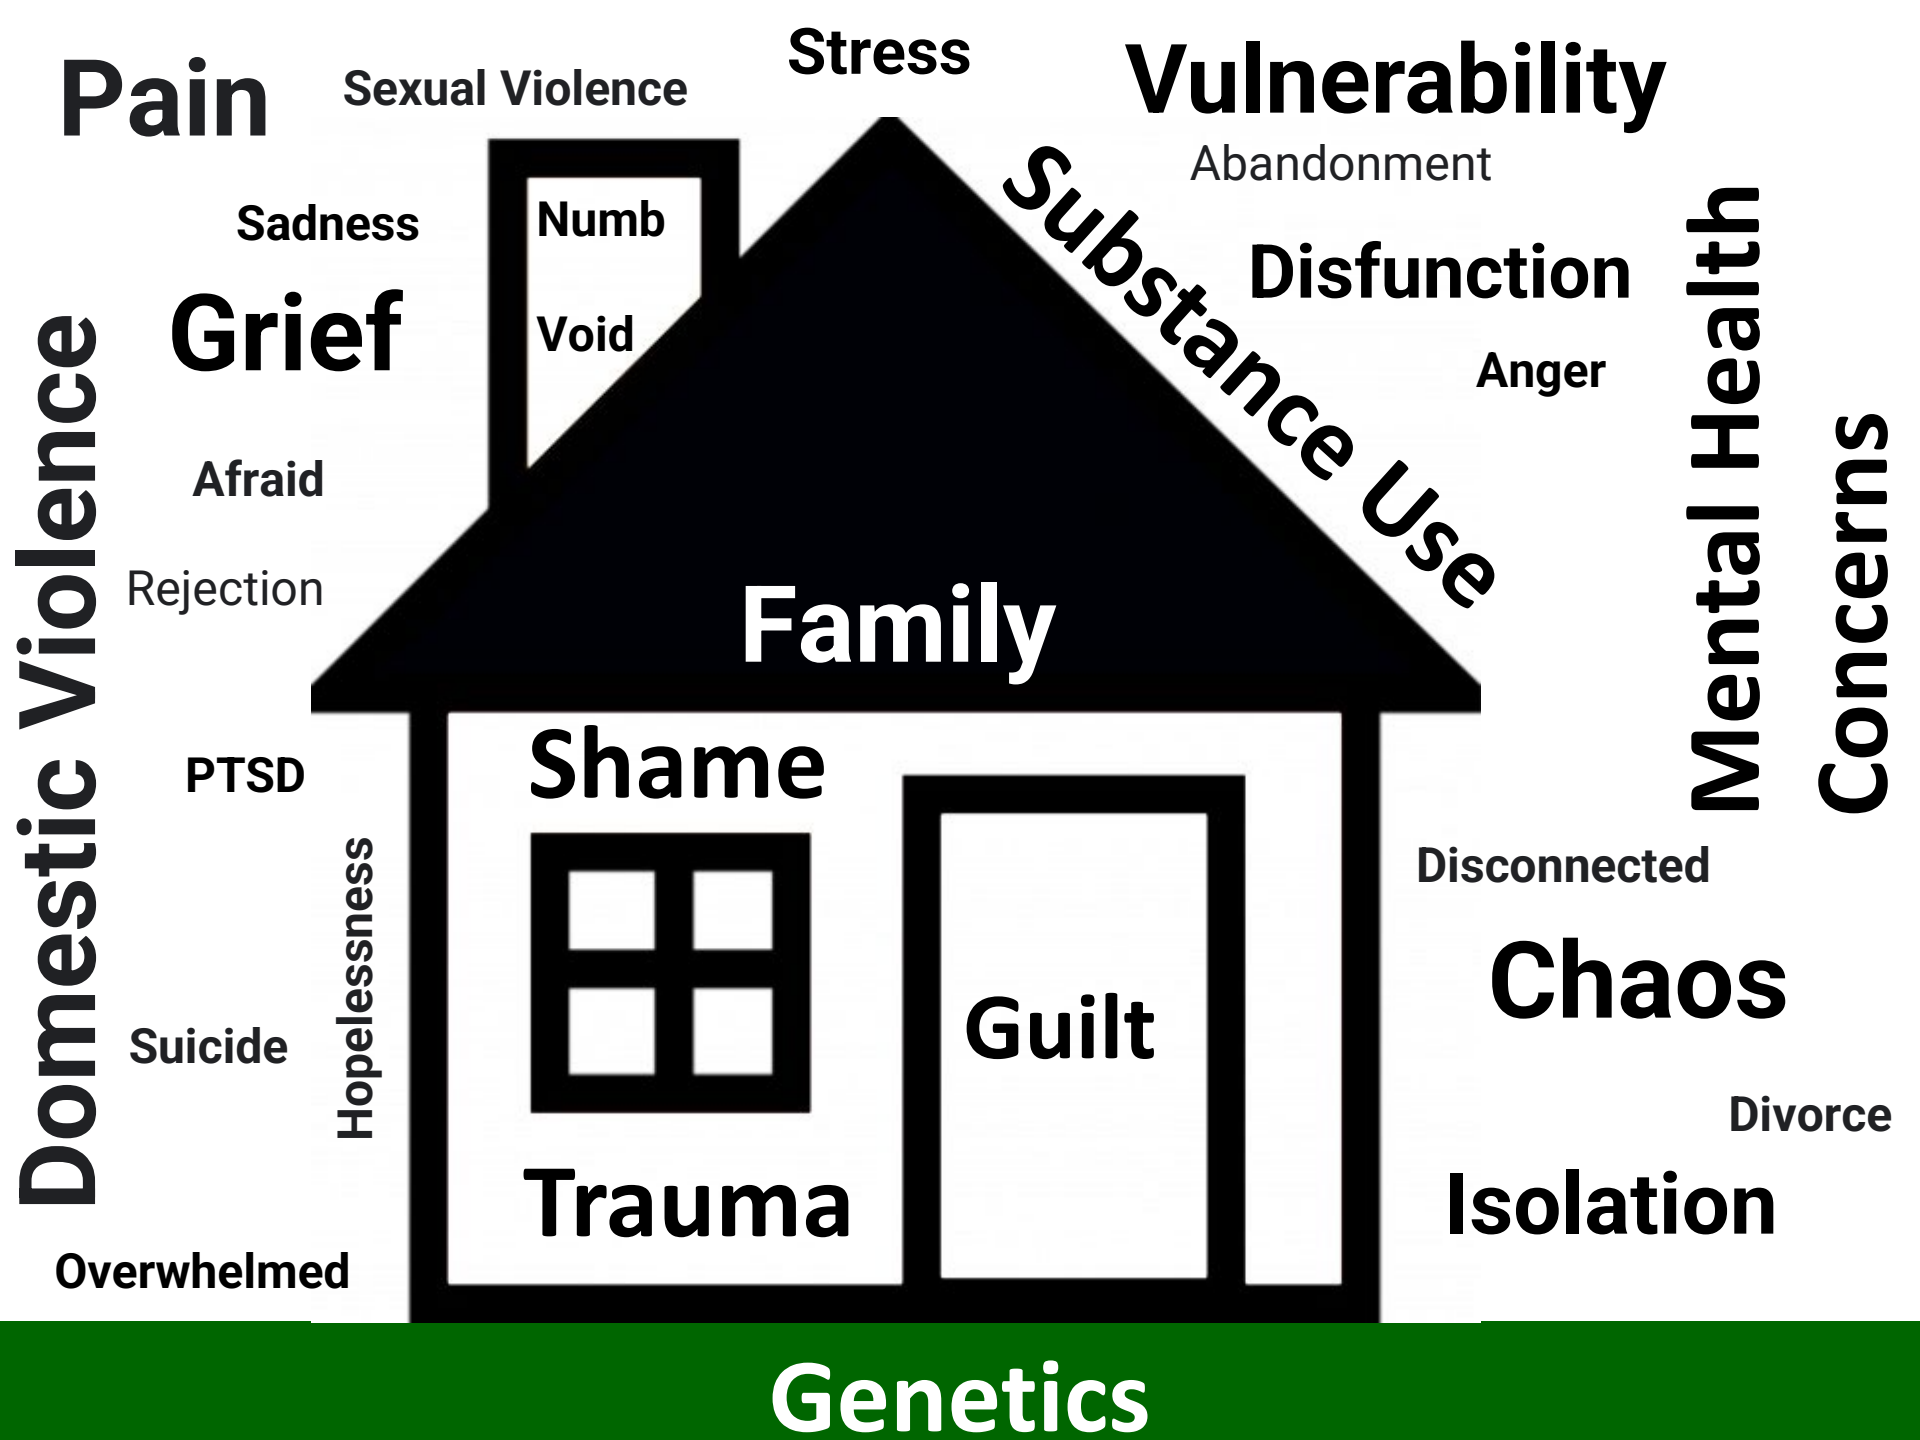 Stress
Pain
Sexual Violence
Vulnerability
Abandonment
Sadness
Numb
Substance Use
Disfunction
Grief
Void
Anger
Mental Health
Concerns
Domestic Violence
Afraid
Rejection
Family
PTSD
Shame
Disconnected
Hopelessness
Chaos
Suicide
Guilt
Divorce
Trauma
Isolation
Overwhelmed
Genetics